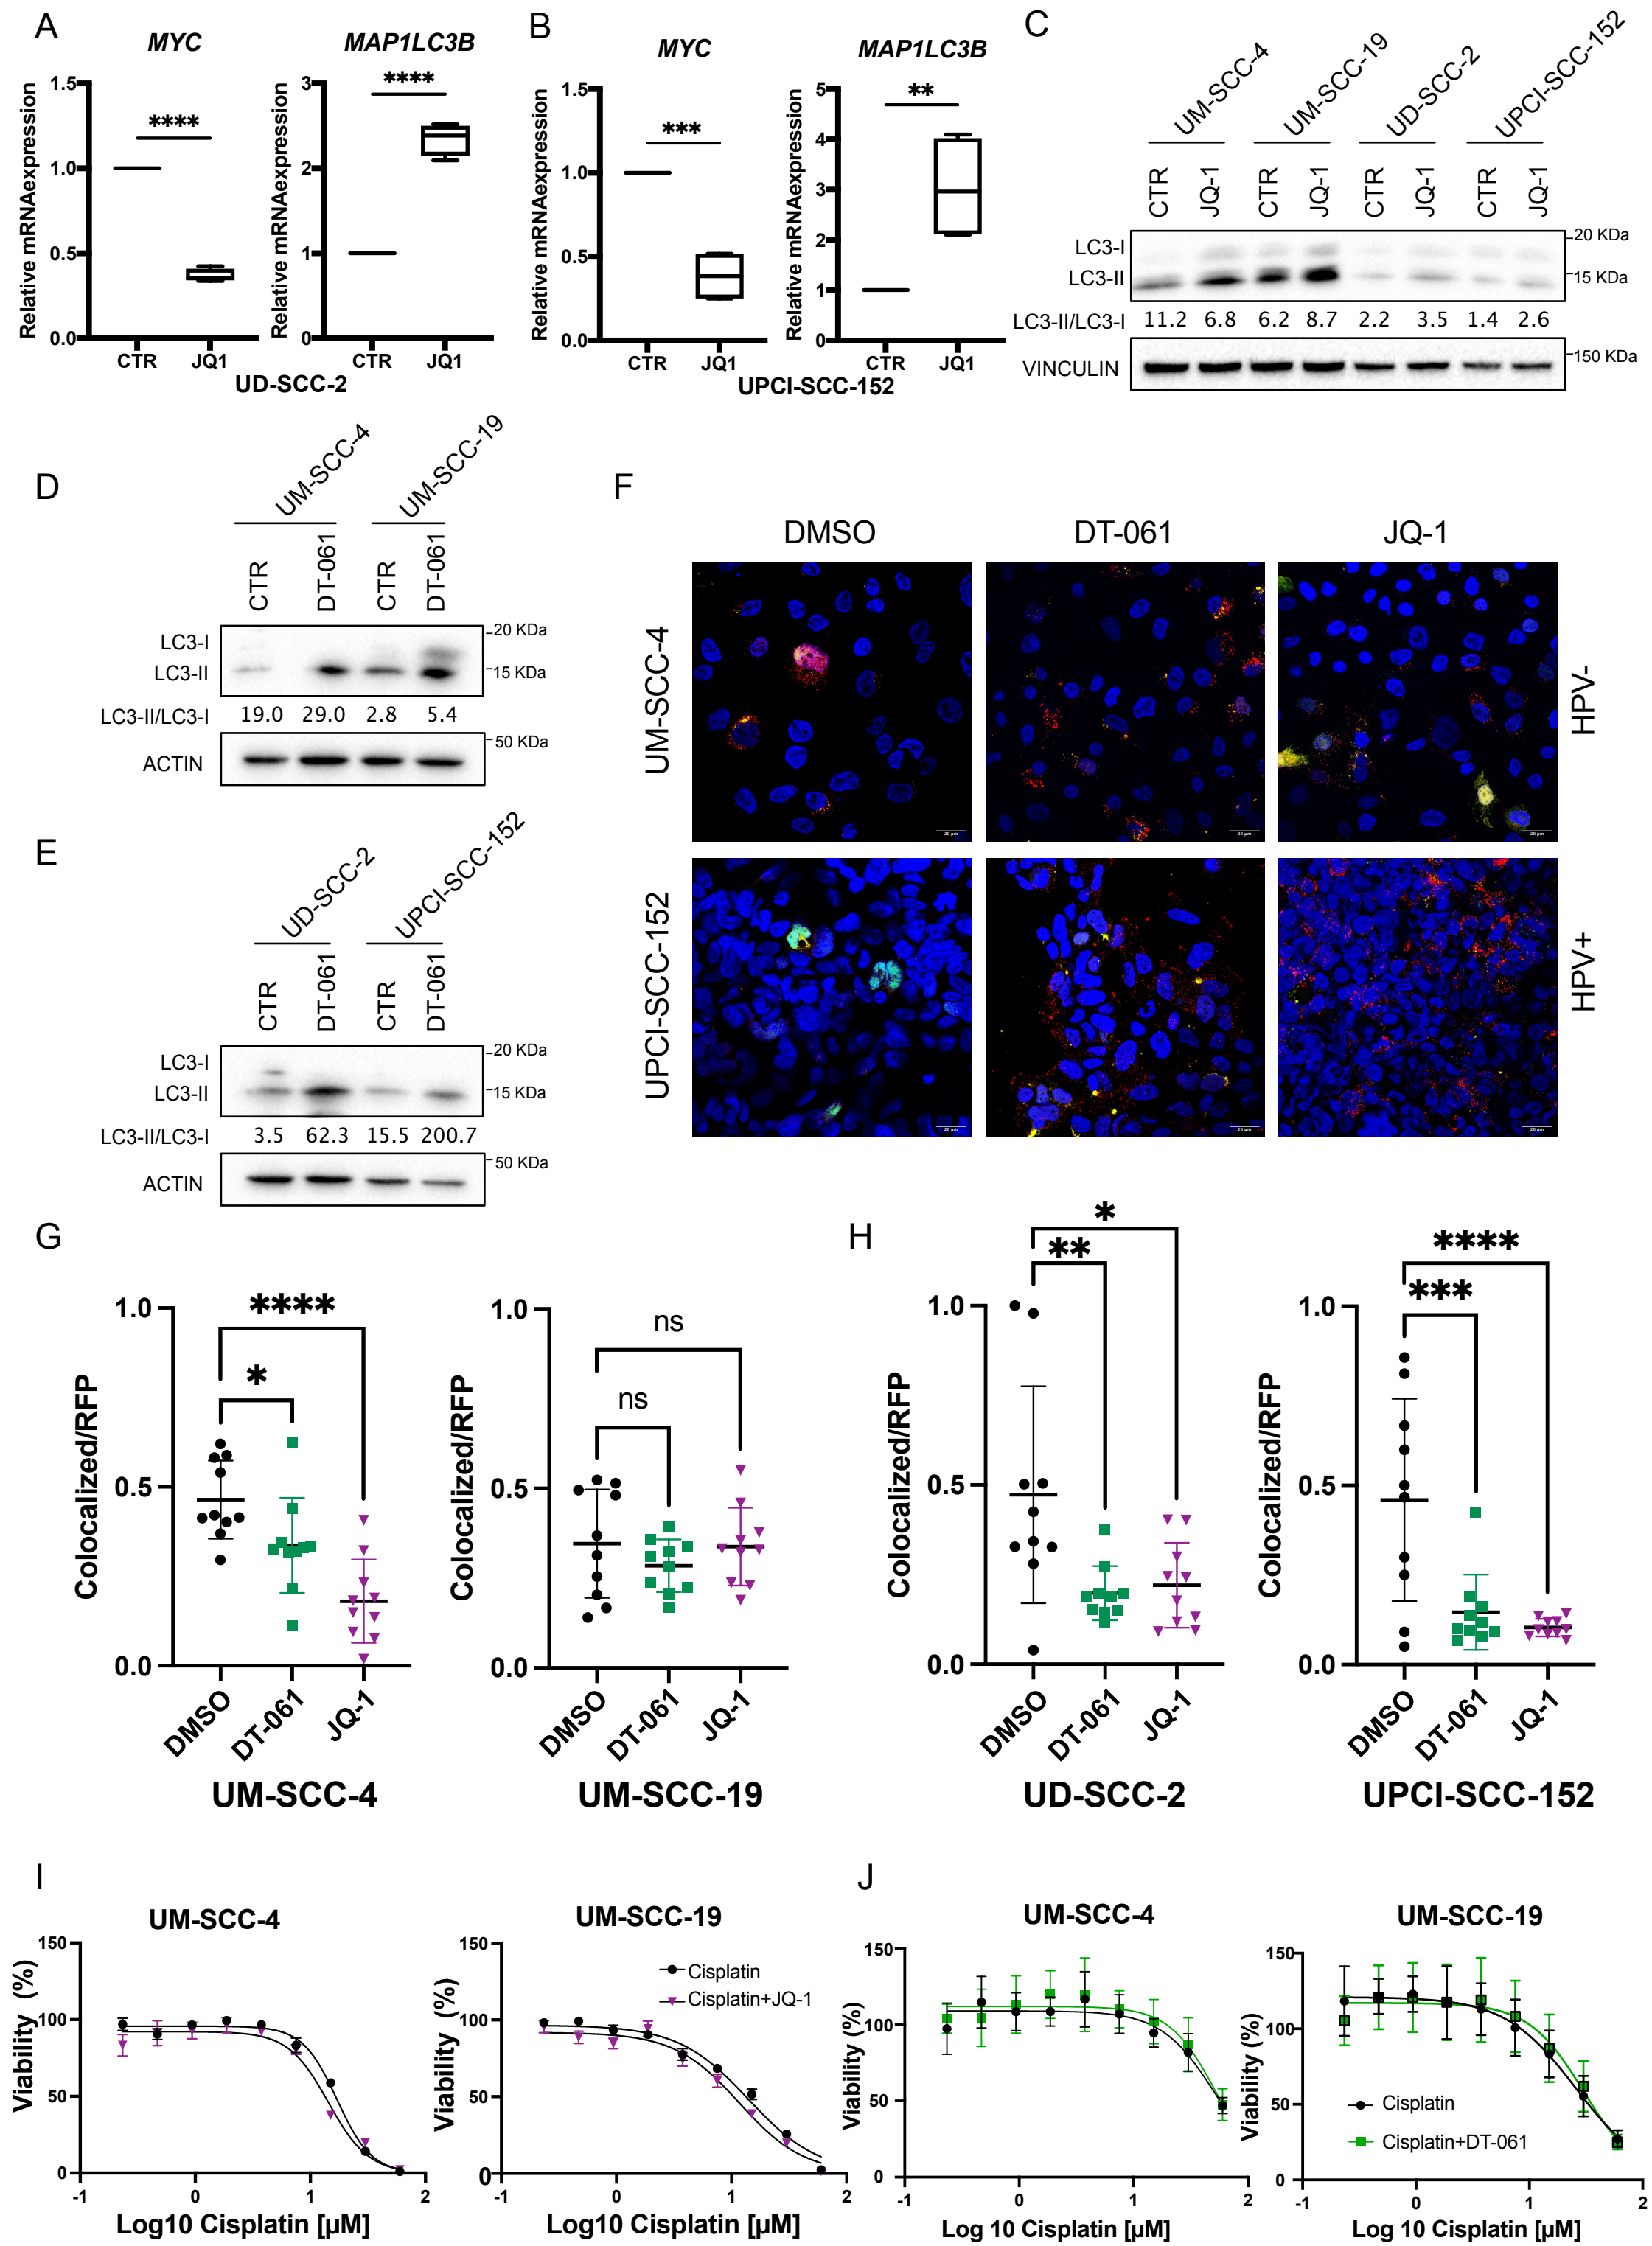 A
MYC
MAP1LC3B
Relative mRNAexpression
1.5
1.0
0.5
0.0
****
CTR
JQ1
Relative mRNAexpression
3
2
1
0
****
CTR
JQ1
UD-SCC-2
B
MYC
MAP1LC3B
Relative mRNAexpression
1.5
1.0
0.5
0.0
***
CTR
JQ1
Relative mRNAexpression
5
4
3
2
1
0
**
CTR
JQ1
UPCI-SCC-152
C
UM-SCC-4
UM-SCC-19
UD-SCC-2
UPCI-SCC-152
CTR JQ-1 CTR JQ-1 CTR JQ-1 CTR JQ-1
LC3-I
20 KDa
LC3-II
15 KDa
LC3-II/LC3-I 11.2 6.8 6.2 8.7 2.2 3.5 1.4 2.6
VINCULIN
150 KDa
D
UM-SCC-4
UM-SCC-19
CTR DT-061 CTR DT-061
LC3-I
20 KDa
LC3-II
15 KDa
LC3-II/LC3-I 19.0 29.0 2.8 5.4
50 KDa
ACTIN
E
UD-SCC-2
UPCI-SCC-152
CTR DT-061 CTR DT-061
LC3-I
20 KDa
LC3-II
15 KDa
LC3-II/LC3-I 3.5 62.3 15.5 200.7
50 KDa
ACTIN
F
DMSO DT-061 JQ-1
UM-SCC-4
HPV-
UPCI-SCC-152
HPV+
20 µm
20 µm
20 µm
20 µm
20 µm
20 µm
G
Colocalized/RFP
1.0
0.5
0.0
****
*
DMSO
DT-061
JQ-1
UM-SCC-4
Colocalized/RFP
1.0
0.5
0.0
ns
ns
DMSO
DT-061
JQ-1
UM-SCC-19
H
Colocalized/RFP
1.0
0.5
0.0
*
**
DMSO
DT-061
JQ-1
UD-SCC-2
Colocalized/RFP
1.0
0.5
0.0
****
***
DMSO
DT-061
JQ-1
UPCI-SCC-152
I
UM-SCC-4
Viability (%)
150
100
50
0
-1 0 1 2
Log10 Cisplatin [µM]
UM-SCC-19
Viability (%)
150
100
50
0
Cisplatin
Cisplatin+JQ-1
-1 0 1 2
Log10 Cisplatin [µM]
J
UM-SCC-4
Viability (%)
150
100
50
0
-1 0 1 2
Log 10 Cisplatin [µM]
UM-SCC-19
Viability (%)
150
100
50
0
Cisplatin
Cisplatin+DT-061
-1 0 1 2
Log 10 Cisplatin [µM]